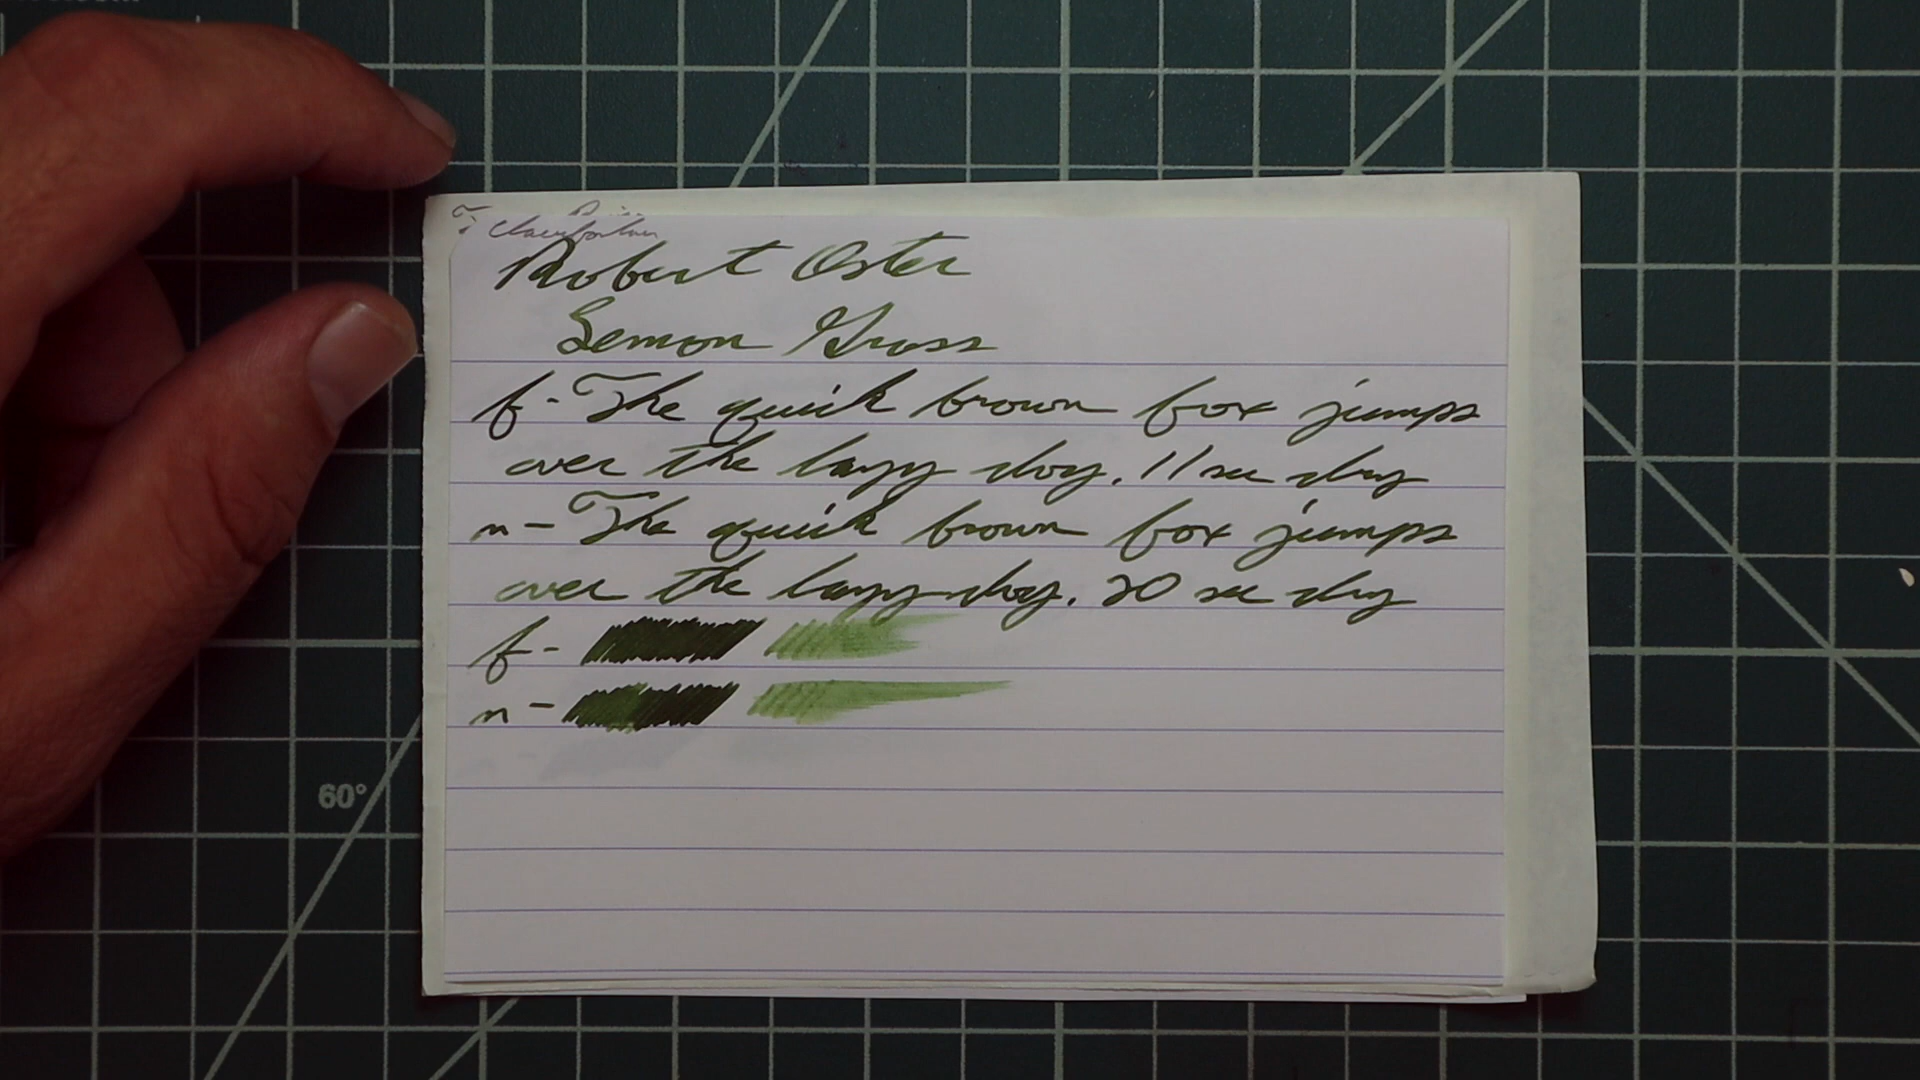 Robert Oster
Lemon Grass
f - The quick brown fox jumps
over the lazy dog. 11 sec dry
m - The quick brown fox jumps
over the lazy dog. 20 sec dry
f -
m -
60°